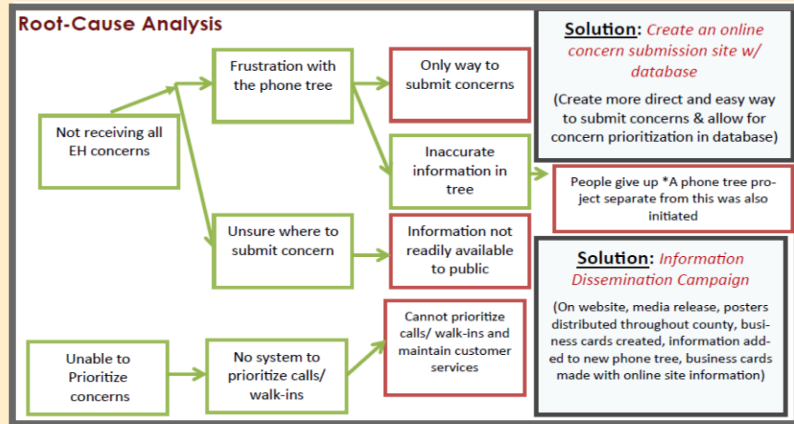 Root-Cause Analysis
Frustration with
the phone tree
Only way to
submit concerns
Not receiving all
EH concerns
Inaccurate
information in
tree
People give up *A phone tree pro-
ject separate from this was also
initiated
Unsure where to
submit concern
Information not
readily available
to public
Unable to
Prioritize
concerns
No system to
prioritize calls/
walk-ins
Cannot prioritize
calls/ walk-ins and
maintain customer
services
Solution: Create an online
concern submission site w/
database
(Create more direct and easy way
to submit concerns & allow for
concern prioritization in database)
Solution: Information
Dissemination Campaign
(On website, media release, posters
distributed throughout county, busi-
ness cards created, information add-
ed to new phone tree, business cards
made with online site information)